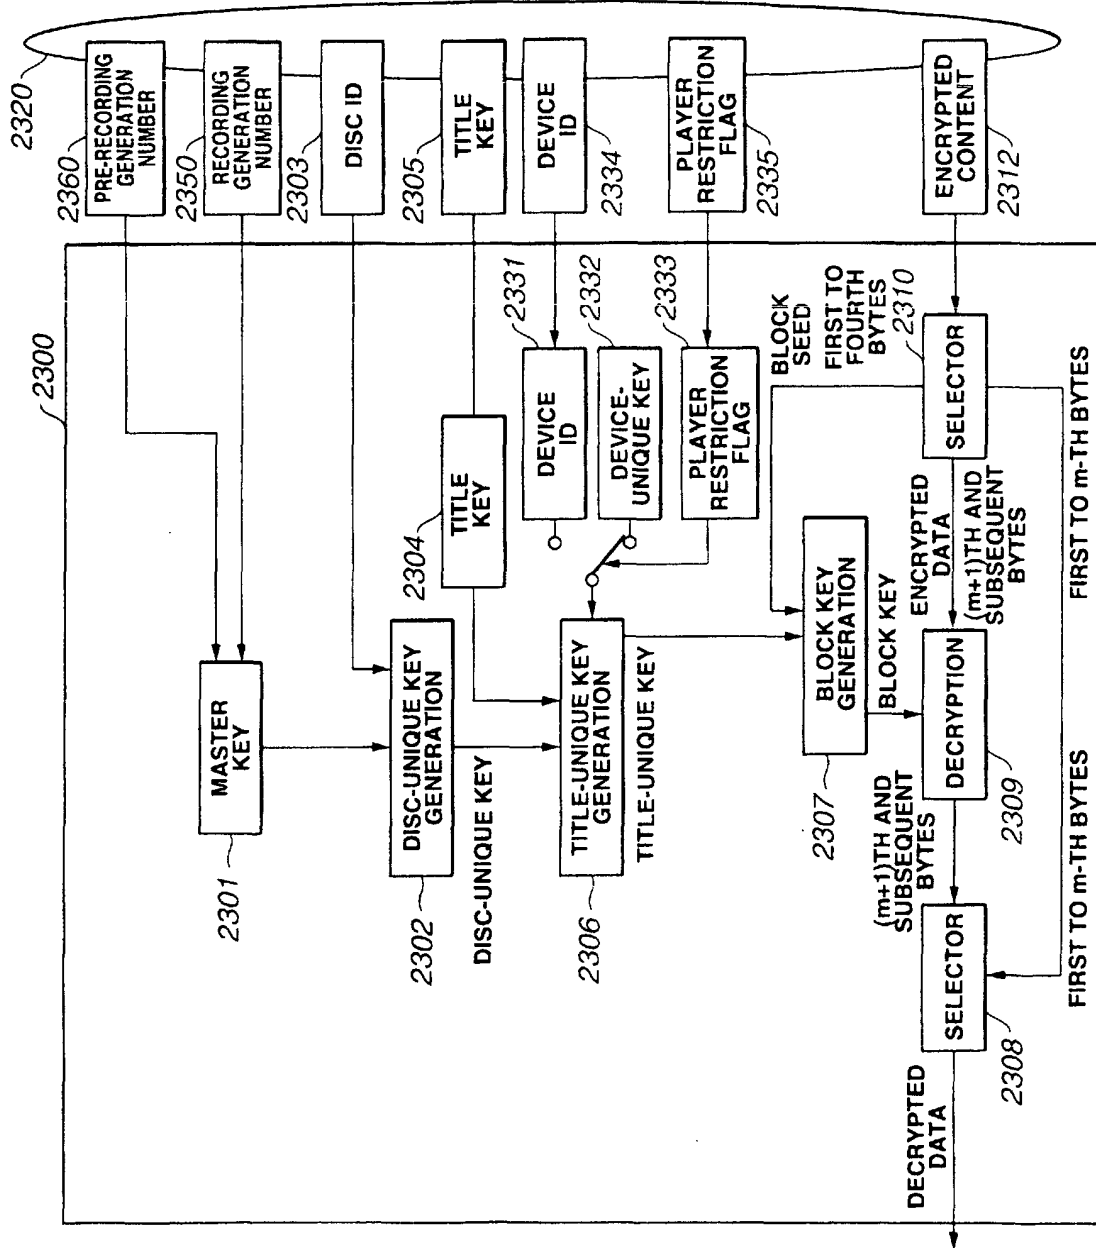 2320
2360
PRE-RECORDING
GENERATION
NUMBER
2350
RECORDING
GENERATION
NUMBER
2303
DISC ID
2305
TITLE
KEY
DEVICE
ID
2334
PLAYER
RESTRICTION
FLAG
2335
ENCRYPTED
CONTENT
2312
2300
2331
DEVICE
ID
2332
DEVICE-
UNIQUE KEY
2333
PLAYER
RESTRICTION
FLAG
2304
TITLE
KEY
BLOCK
SEED
FIRST TO
FOURTH
BYTES
2310
SELECTOR
ENCRYPTED
DATA
(m+1)TH AND
SUBSEQUENT
BYTES
FIRST TO m-TH BYTES
MASTER
KEY
2301
DISC-UNIQUE KEY
GENERATION
2302
DISC-UNIQUE KEY
TITLE-UNIQUE KEY
GENERATION
2306
TITLE-UNIQUE KEY
BLOCK KEY
GENERATION
2307
BLOCK KEY
DECRYPTION
2309
(m+1)TH AND
SUBSEQUENT
BYTES
SELECTOR
2308
FIRST TO m-TH BYTES
DECRYPTED
DATA